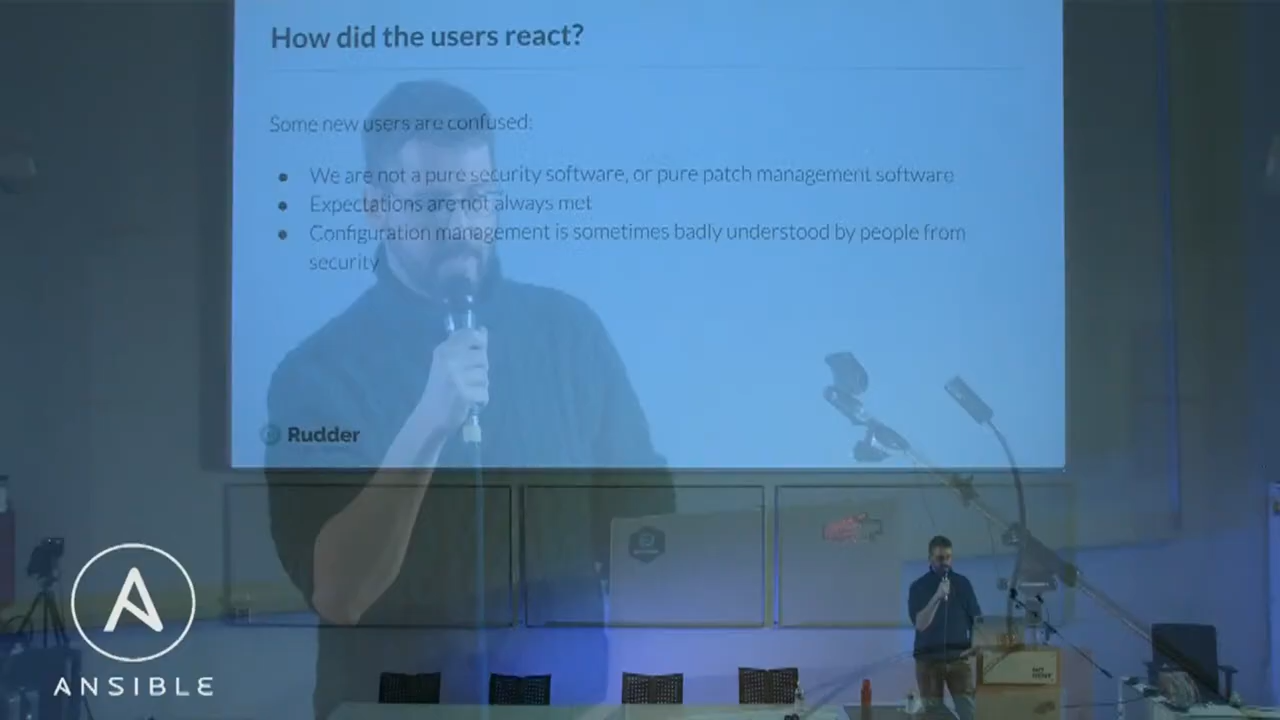 How did the users react?
Some new users are confused:
● We are not a pure security software, or pure patch management software
● Expectations are not always met
● Configuration management is sometimes badly understood by people from
security
Rudder
ANSIBLE